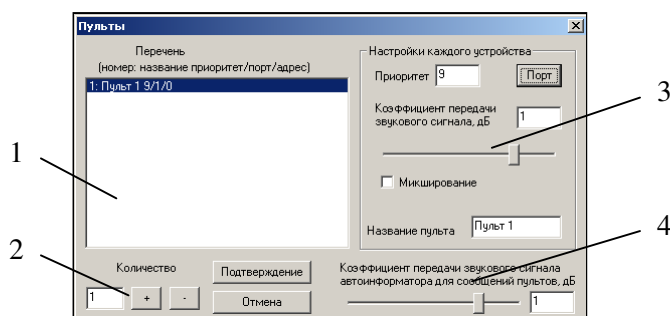 Пульты
Перечень
(номер: название приоритет/порт/адрес)
1: Пульт 1 9/1/0
Настройки каждого устройства
Приоритет 9 Порт
Коэффициент передачи
звукового сигнала, дБ 1
Микширование
Название пульта Пульт 1
Количество
1 + -
Подтверждение
Отмена
Коэффициент передачи звукового сигнала
автоинформатора для сообщений пультов, дБ
1
1
2
3
4